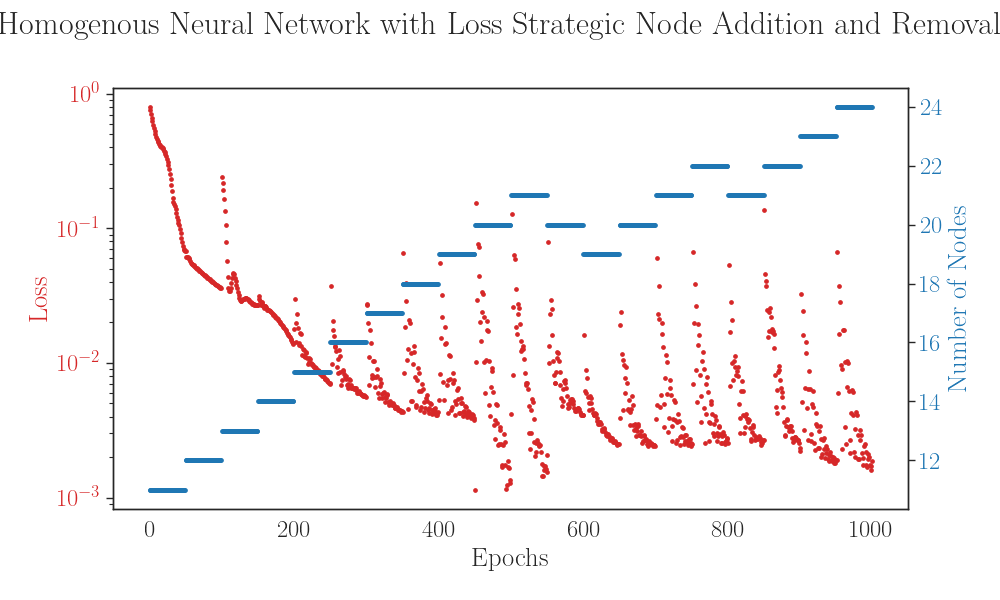 Homogenous Neural Network with Loss Strategic Node Addition and Removal
10^0
10^-1
10^-2
10^-3
Loss
0 200 400 600 800 1000
Epochs
24
22
20
18
16
14
12
Number of Nodes